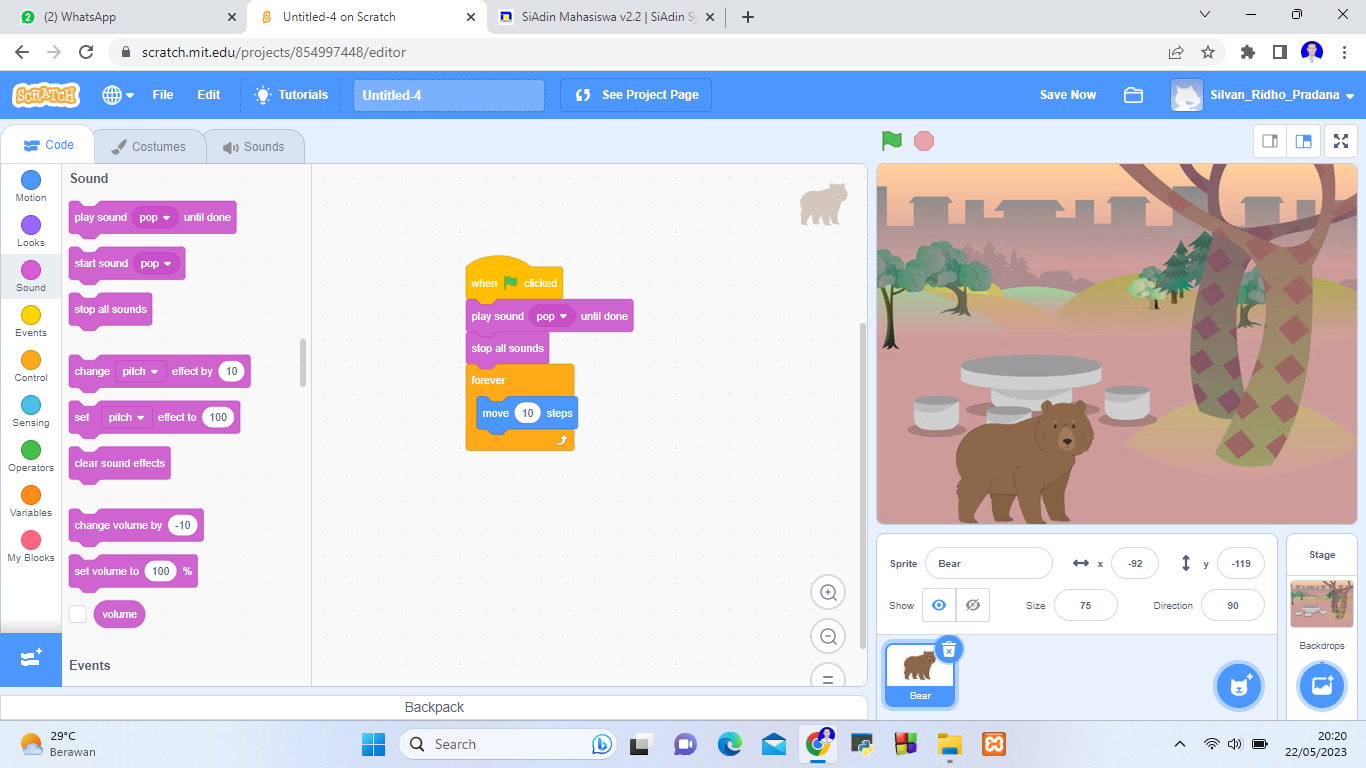 (2) WhatsApp
Untitled-4 on Scratch
SiAdin Mahasiswa v2.2 | SiAdin Sy
scratch.mit.edu/projects/854997448/editor
SCRATCH
File
Edit
Tutorials
Untitled-4
See Project Page
Save Now
Silvan_Ridho_Pradana
Code
Costumes
Sounds
Motion
Looks
Sound
Events
Control
Sensing
Operators
Variables
My Blocks
Sound
play sound pop until done
start sound pop
stop all sounds
change pitch effect by 10
set pitch effect to 100
clear sound effects
change volume by -10
set volume to 100 %
volume
Events
when clicked
play sound pop until done
stop all sounds
forever
move 10 steps
Sprite Bear x -92 y -119
Show Size 75 Direction 90
Bear
Stage
Backdrops
Backpack
29°C
Berawan
Search
20:20
22/05/2023